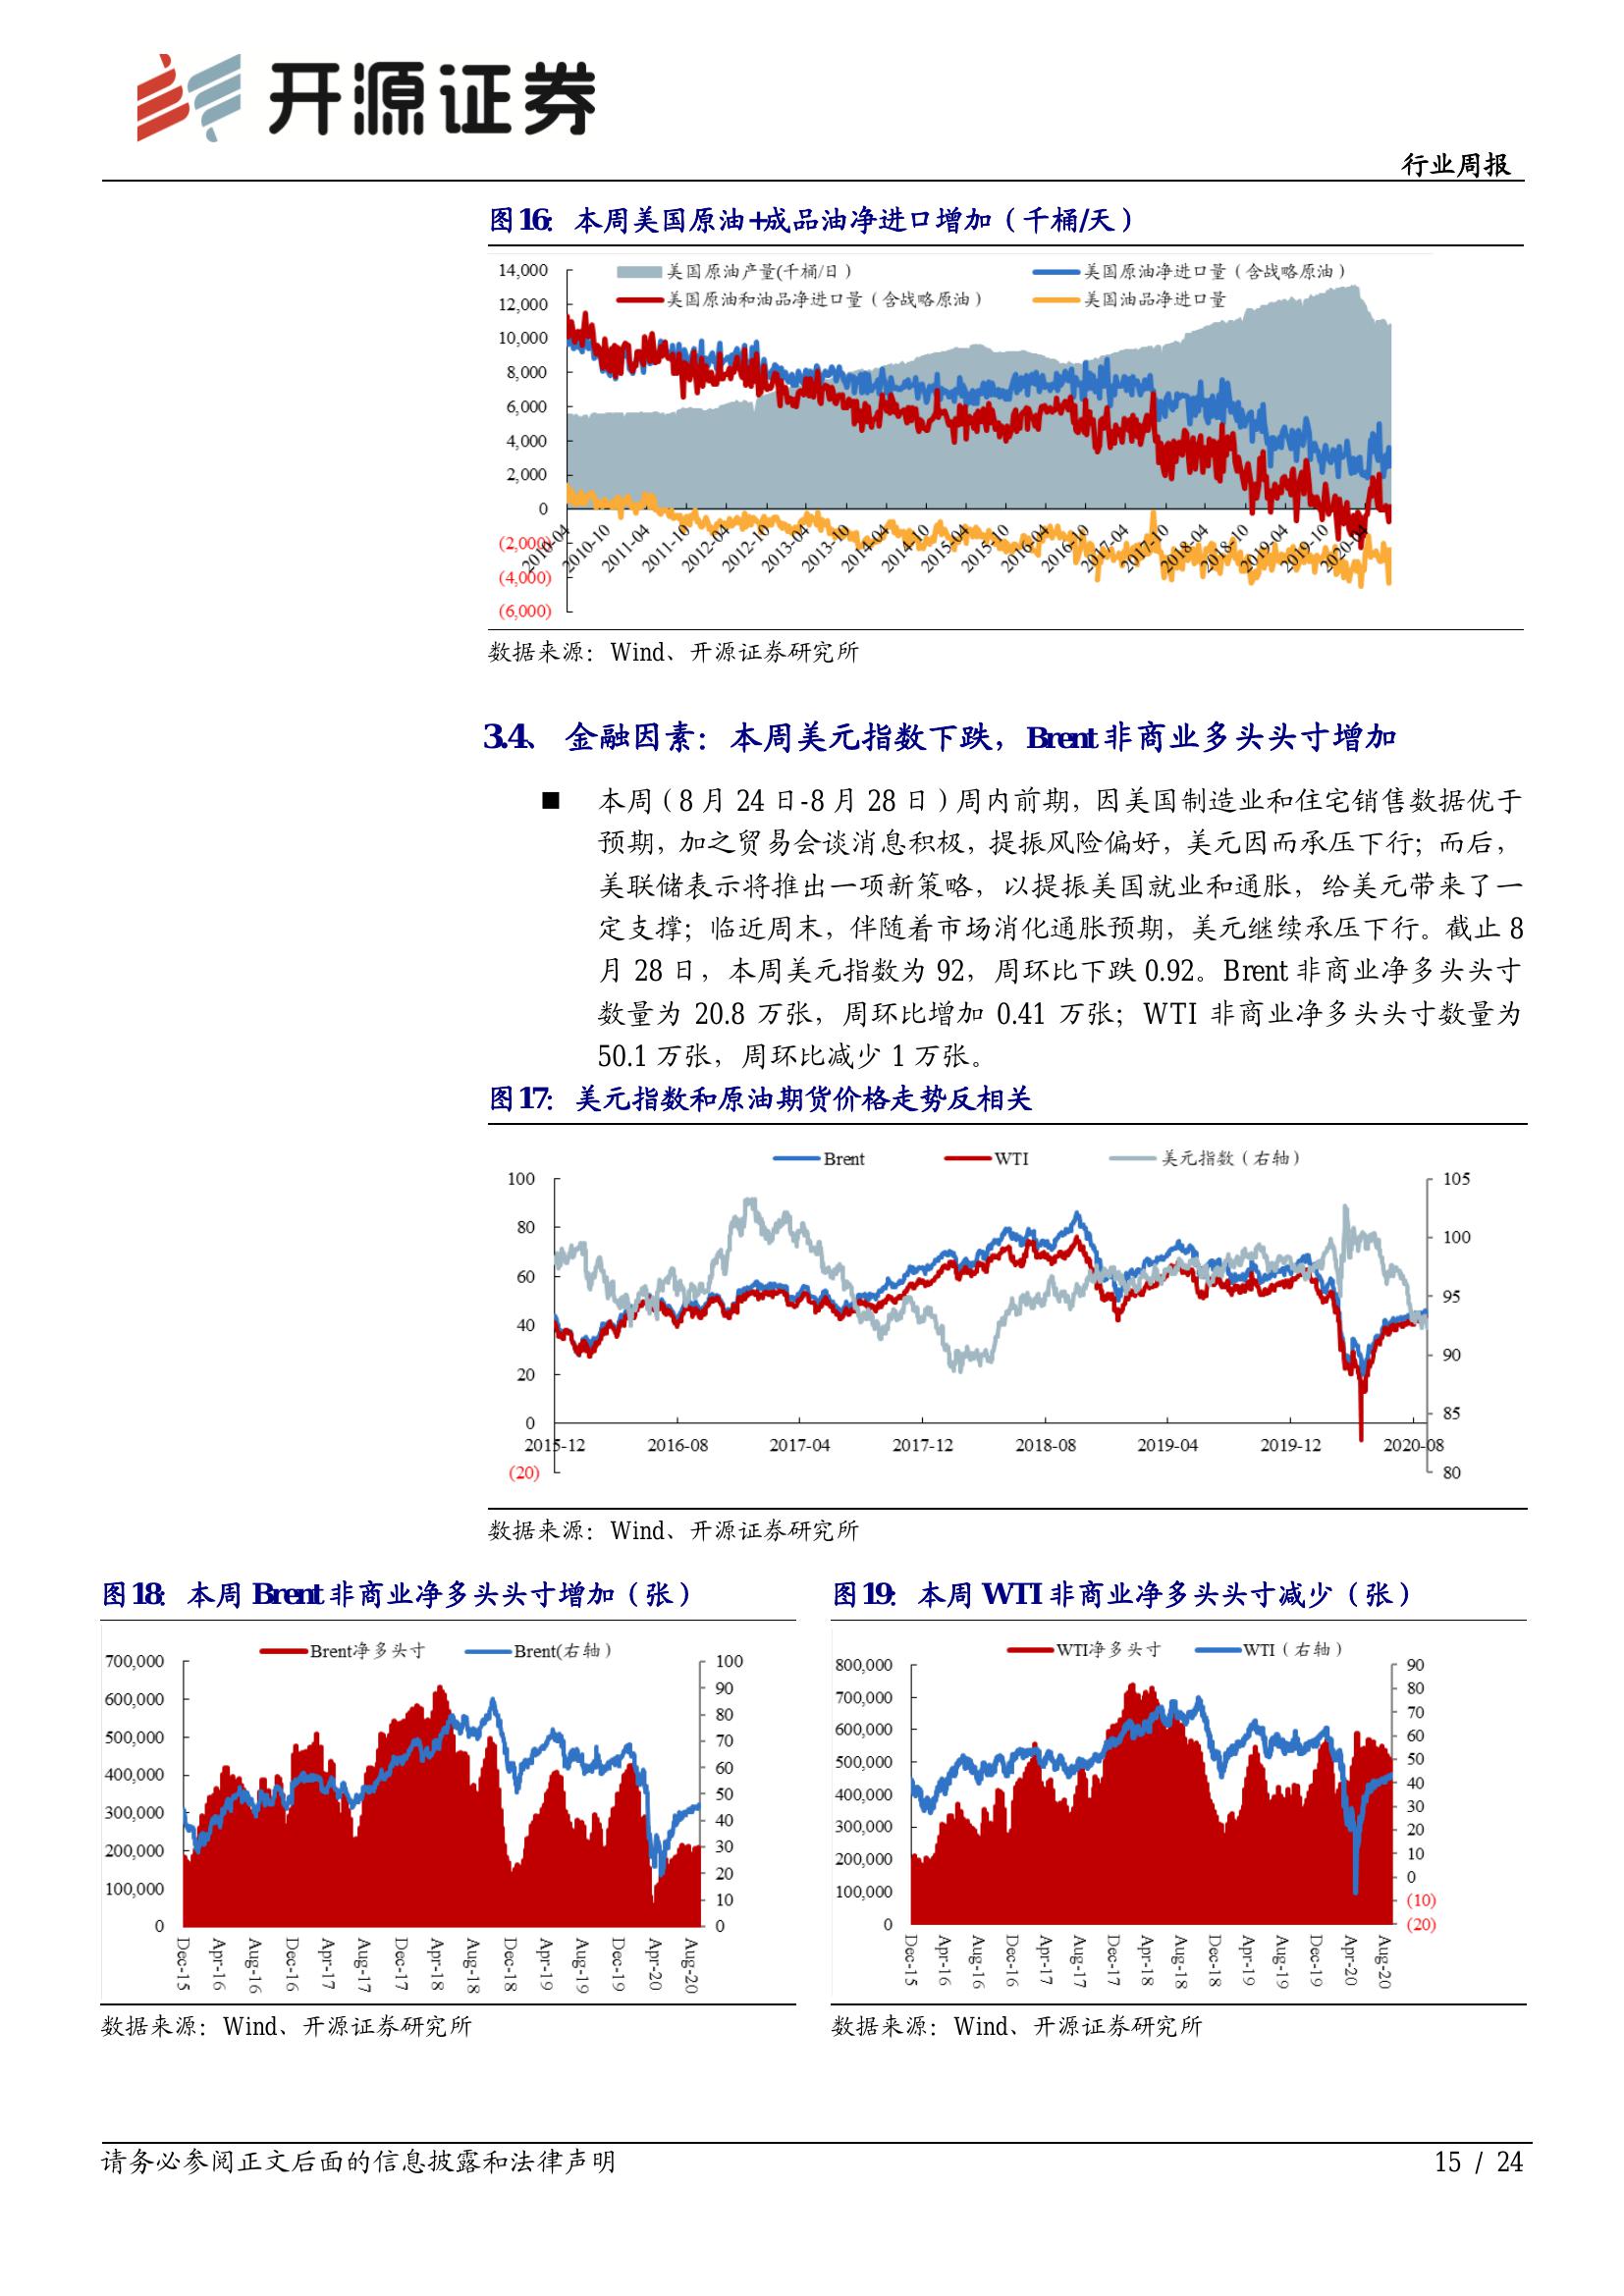 开源证券
行业周报
图16：本周美国原油+成品油净进口增加（千桶/天）
美国原油产量(千桶/日）
美国原油净进口量（含战略原油）
美国原油和油品净进口量（含战略原油）
美国油品净进口量
14,000
12,000
10,000
8,000
6,000
4,000
2,000
0
(2,000)
(4,000)
(6,000)
2010-04
2010-10
2011-04
2011-10
2012-04
2012-10
2013-04
2013-10
2014-04
2014-10
2015-04
2015-10
2016-04
2016-10
2017-04
2017-10
2018-04
2018-10
2019-04
2019-10
2020-04
数据来源：Wind、开源证券研究所
3.4、金融因素：本周美元指数下跌，Brent非商业多头头寸增加
■ 本周（8 月 24 日-8 月 28 日）周内前期，因美国制造业和住宅销售数据优于
预期，加之贸易会谈消息积极，提振风险偏好，美元因而承压下行；而后，
美联储表示将推出一项新策略，以提振美国就业和通胀，给美元带来了一
定支撑；临近周末，伴随着市场消化通胀预期，美元继续承压下行。截止 8
月 28 日，本周美元指数为 92，周环比下跌 0.92。Brent 非商业净多头头寸
数量为 20.8 万张，周环比增加 0.41 万张；WTI 非商业净多头头寸数量为
50.1 万张，周环比减少 1 万张。
图17：美元指数和原油期货价格走势反相关
Brent WTI 美元指数（右轴）
100
80
60
40
20
0
(20)
105
100
95
90
85
80
2015-12 2016-08 2017-04 2017-12 2018-08 2019-04 2019-12 2020-08
数据来源：Wind、开源证券研究所
图18：本周 Brent 非商业净多头头寸增加（张）
Brent净多头寸 Brent(右轴）
700,000
600,000
500,000
400,000
300,000
200,000
100,000
0
100
90
80
70
60
50
40
30
20
10
0
Dec-15
Apr-16
Aug-16
Dec-16
Apr-17
Aug-17
Dec-17
Apr-18
Aug-18
Dec-18
Apr-19
Aug-19
Dec-19
Apr-20
Aug-20
数据来源：Wind、开源证券研究所
图19：本周 WTI 非商业净多头头寸减少（张）
WTI净多头寸 WTI（右轴）
800,000
700,000
600,000
500,000
400,000
300,000
200,000
100,000
0
90
80
70
60
50
40
30
20
10
0
(10)
(20)
Dec-15
Apr-16
Aug-16
Dec-16
Apr-17
Aug-17
Dec-17
Apr-18
Aug-18
Dec-18
Apr-19
Aug-19
Dec-19
Apr-20
Aug-20
数据来源：Wind、开源证券研究所
请务必参阅正文后面的信息披露和法律声明
15 / 24